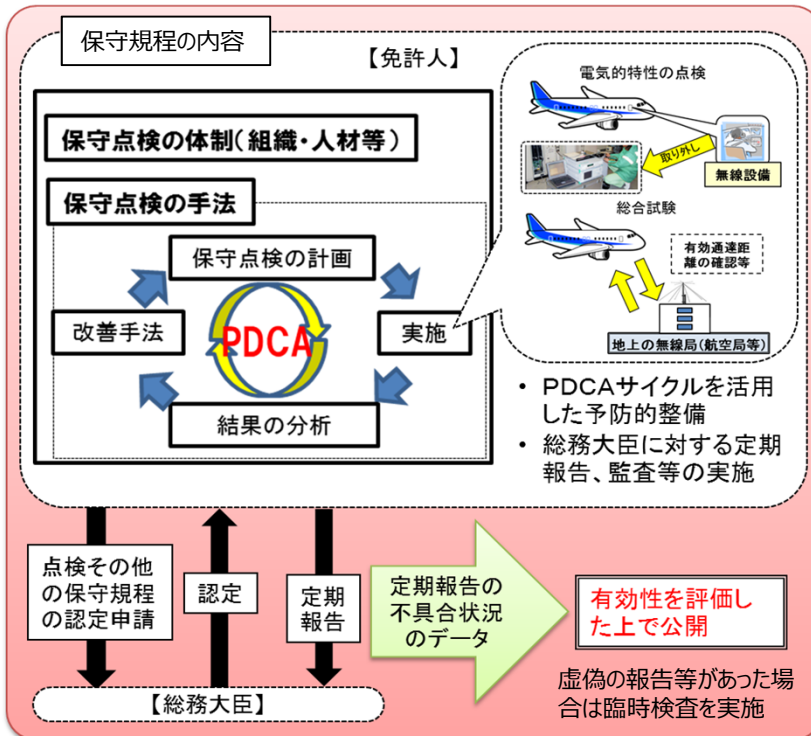 保守規程の内容
【免許人】
保守点検の体制(組織・人材等)
保守点検の手法
保守点検の計画
改善手法
PDCA
実施
結果の分析
電気的特性の点検
取り外し
無線設備
総合試験
有効通達距
離の確認等
地上の無線局(航空局等)
• PDCAサイクルを活用
した予防的整備
• 総務大臣に対する定期
報告、監査等の実施
点検その他
の保守規程
の認定申請
認定
定期
報告
定期報告の
不具合状況
のデータ
有効性を評価し
た上で公開
虚偽の報告等があった場
合は臨時検査を実施
【総務大臣】